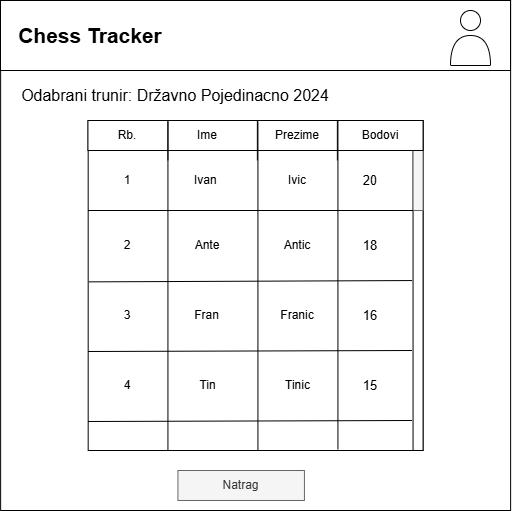 Chess Tracker
Odabrani trunir: Državno Pojedinacno 2024
Rb. Ime Prezime Bodovi
1 Ivan Ivic 20
2 Ante Antic 18
3 Fran Franic 16
4 Tin Tinic 15
Natrag